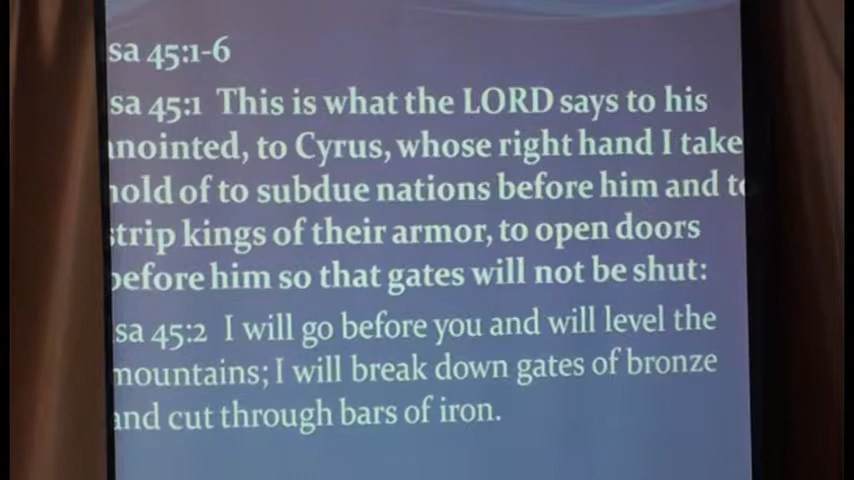 sa 45:1-6
sa 45:1 This is what the LORD says to his
nointed, to Cyrus, whose right hand I take
hold of to subdue nations before him and to
strip kings of their armor, to open doors
before him so that gates will not be shut:
sa 45:2 I will go before you and will level the
mountains; I will break down gates of bronze
and cut through bars of iron.